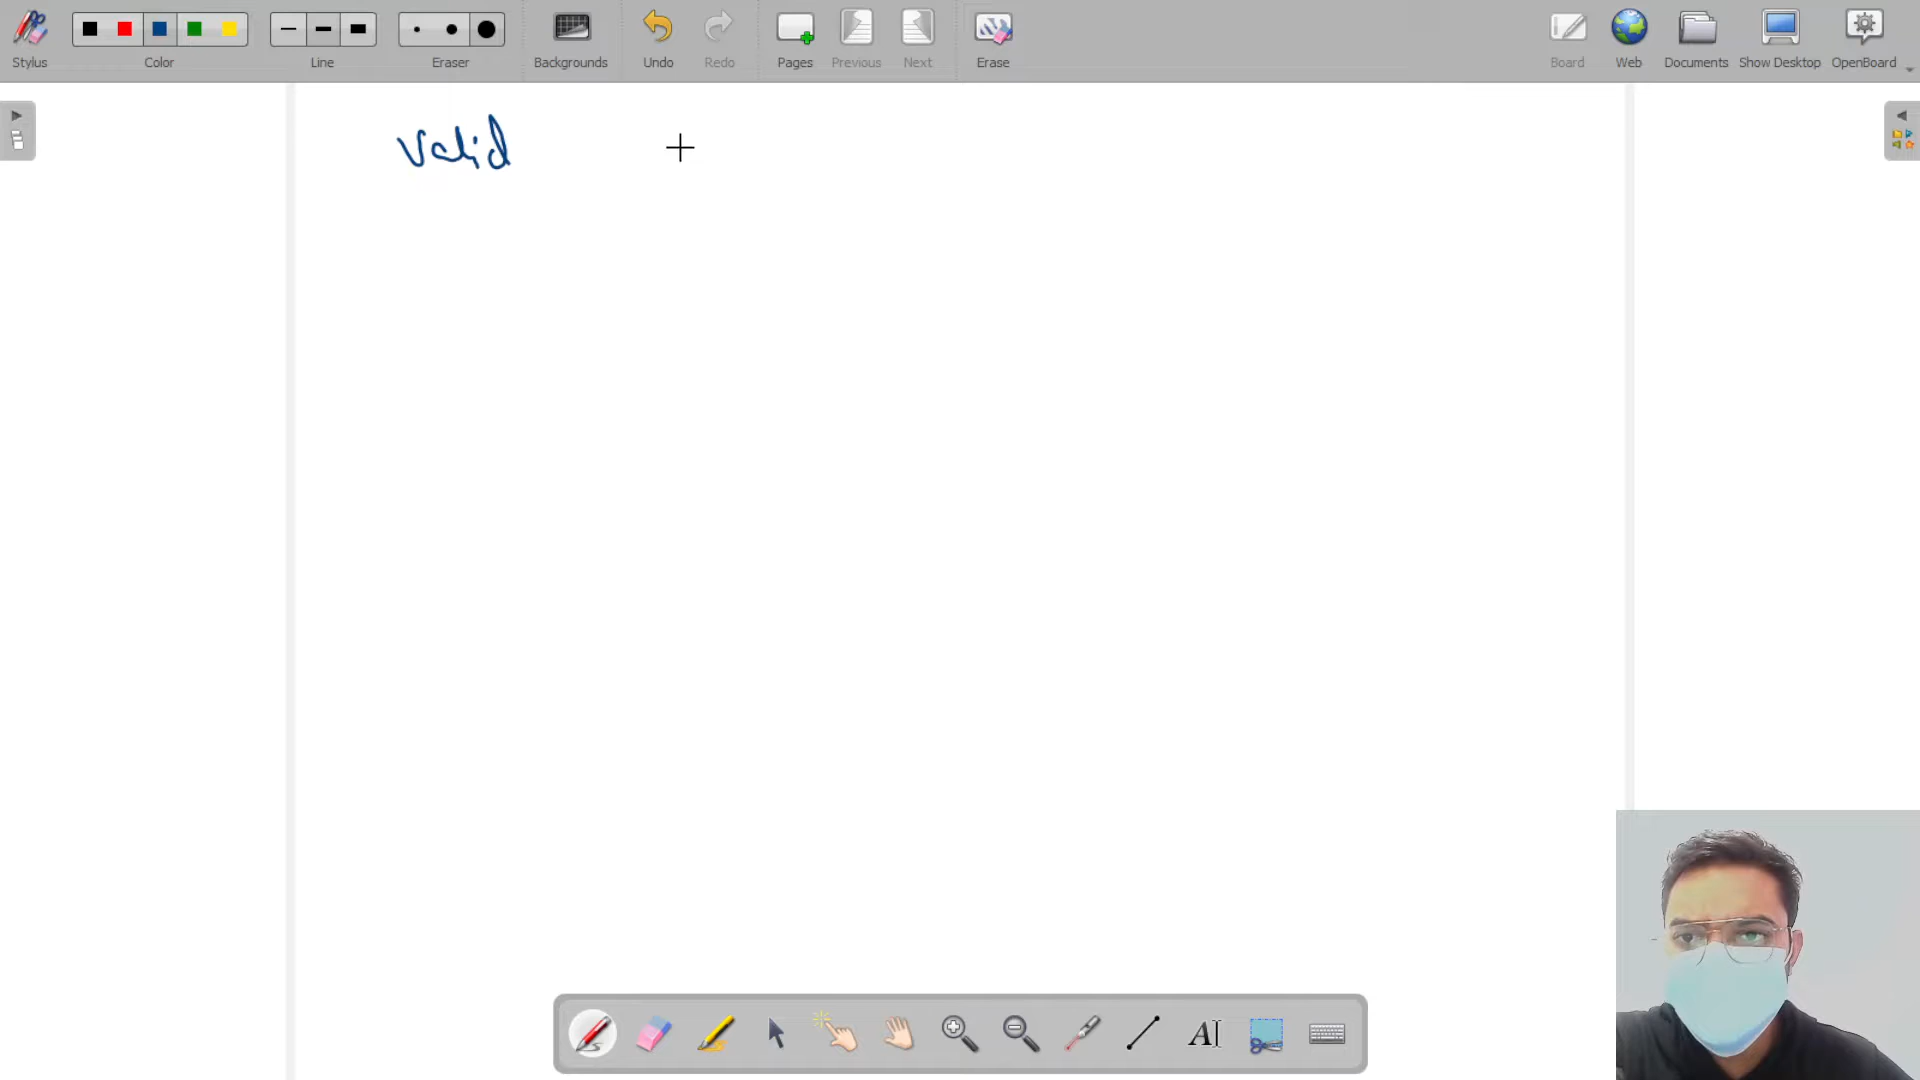 Stylus
Color
Line
Eraser
Backgrounds
Undo
Redo
Pages
Previous
Next
Erase
Board
Web
Documents
Show Desktop
OpenBoard
Valid